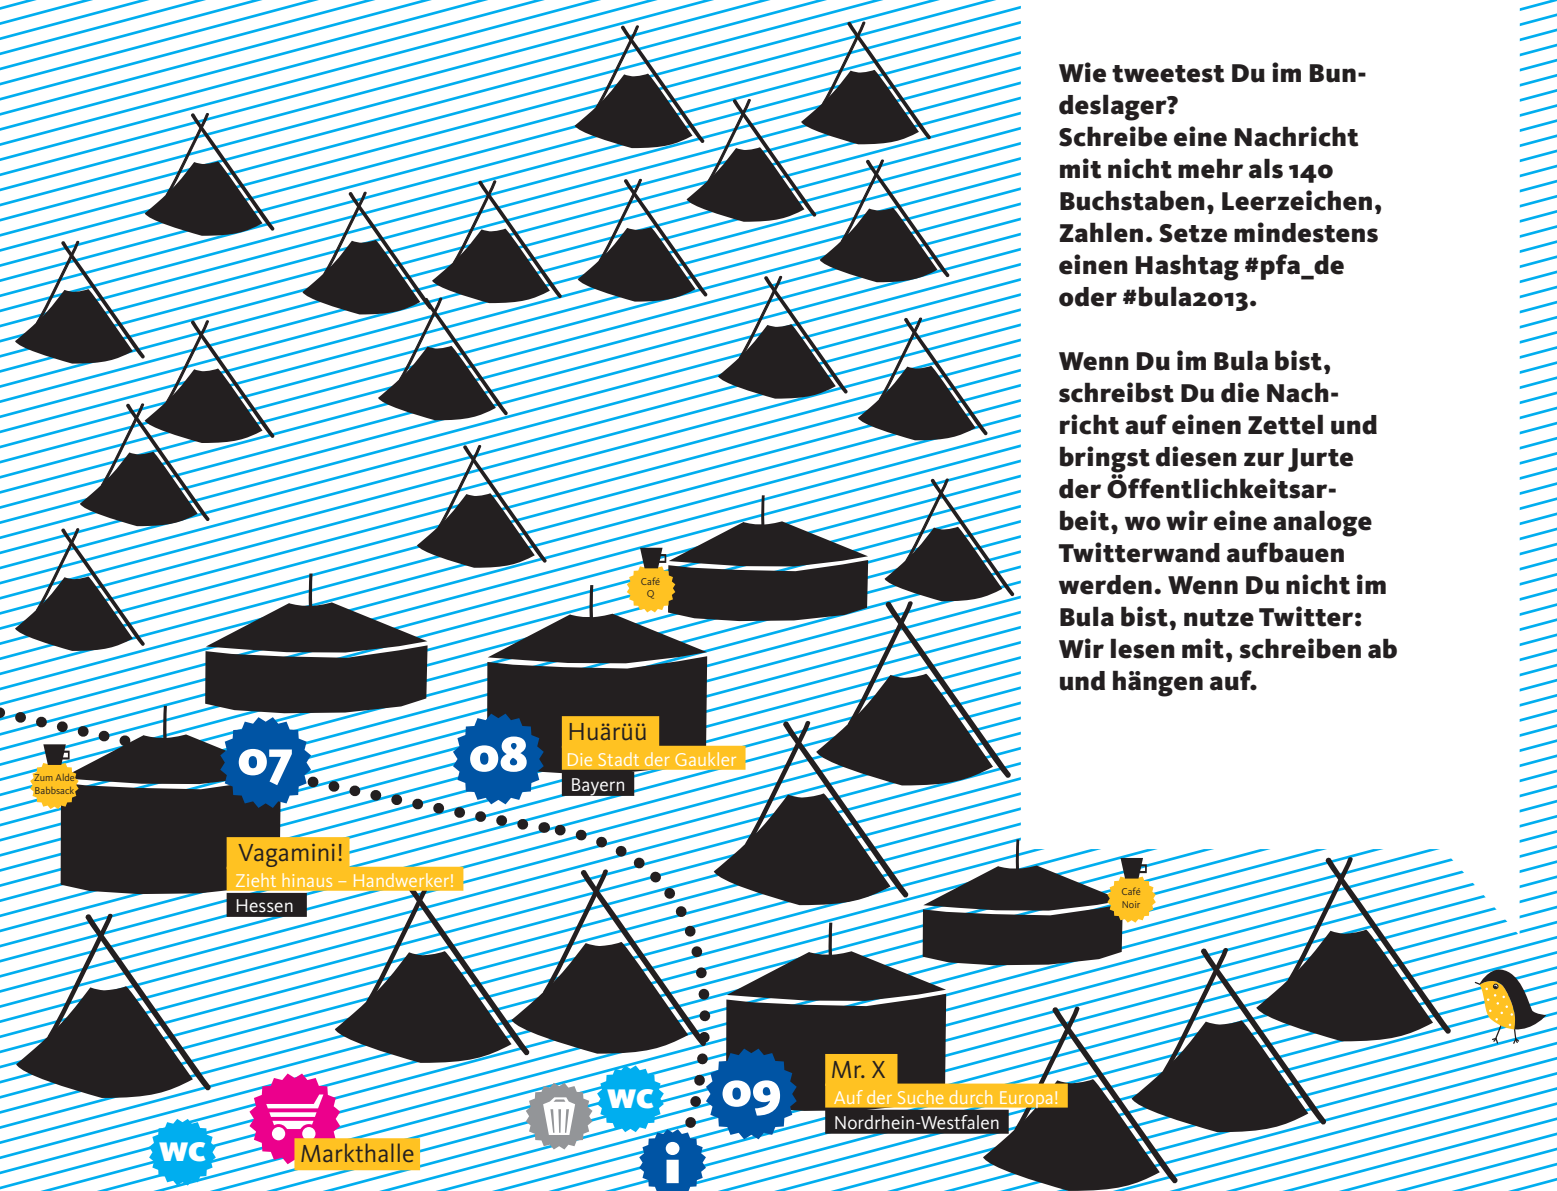 Wie tweetest Du im Bun-
deslager?
Schreibe eine Nachricht
mit nicht mehr als 140
Buchstaben, Leerzeichen,
Zahlen. Setze mindestens
einen Hashtag #pfa_de
oder #bula2013.
Wenn Du im Bula bist,
schreibst Du die Nach-
richt auf einen Zettel und
bringst diesen zur Jurte
der Öffentlichkeitsar-
beit, wo wir eine analoge
Twitterwand aufbauen
werden. Wenn Du nicht im
Bula bist, nutze Twitter:
Wir lesen mit, schreiben ab
und hängen auf.
Café
Q
Zum Alde
Babbsack
07
Vagamini!
Zieht hinaus – Handwerker!
Hessen
08
Huärüü
Die Stadt der Gaukler
Bayern
Café
Noir
09
Mr. X
Auf der Suche durch Europa!
Nordrhein-Westfalen
WC
Markthalle
WC
i